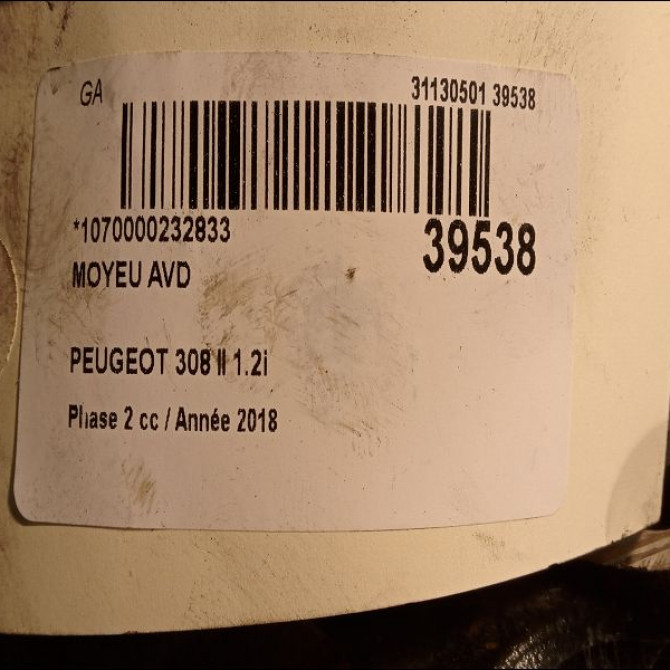 GA 31130501 39538
*1070000232833 39538
MOYEU AVD
PEUGEOT 308 II 1.2i
Phase 2 cc / Année 2018